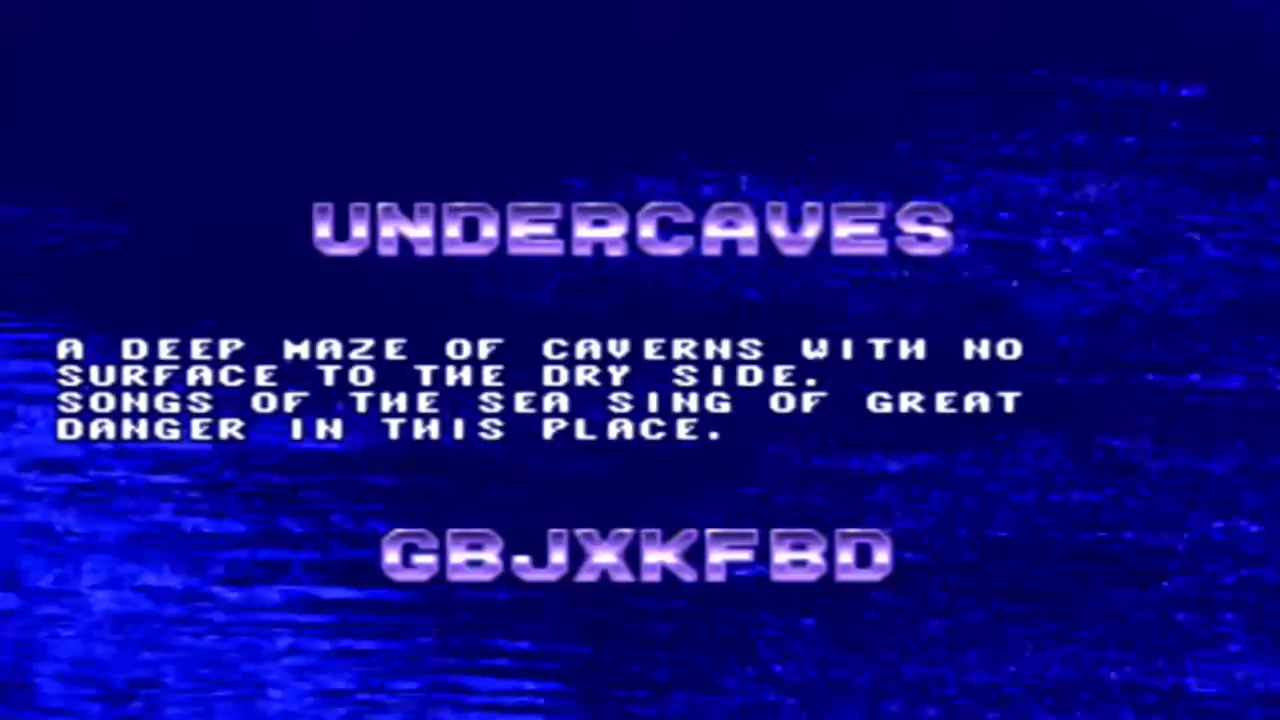 UNDERCAVES
A DEEP MAZE OF CAVERNS WITH NO
SURFACE TO THE DRY SIDE.
SONGS OF THE SEA SING OF GREAT
DANGER IN THIS PLACE.
GBJXKFBD